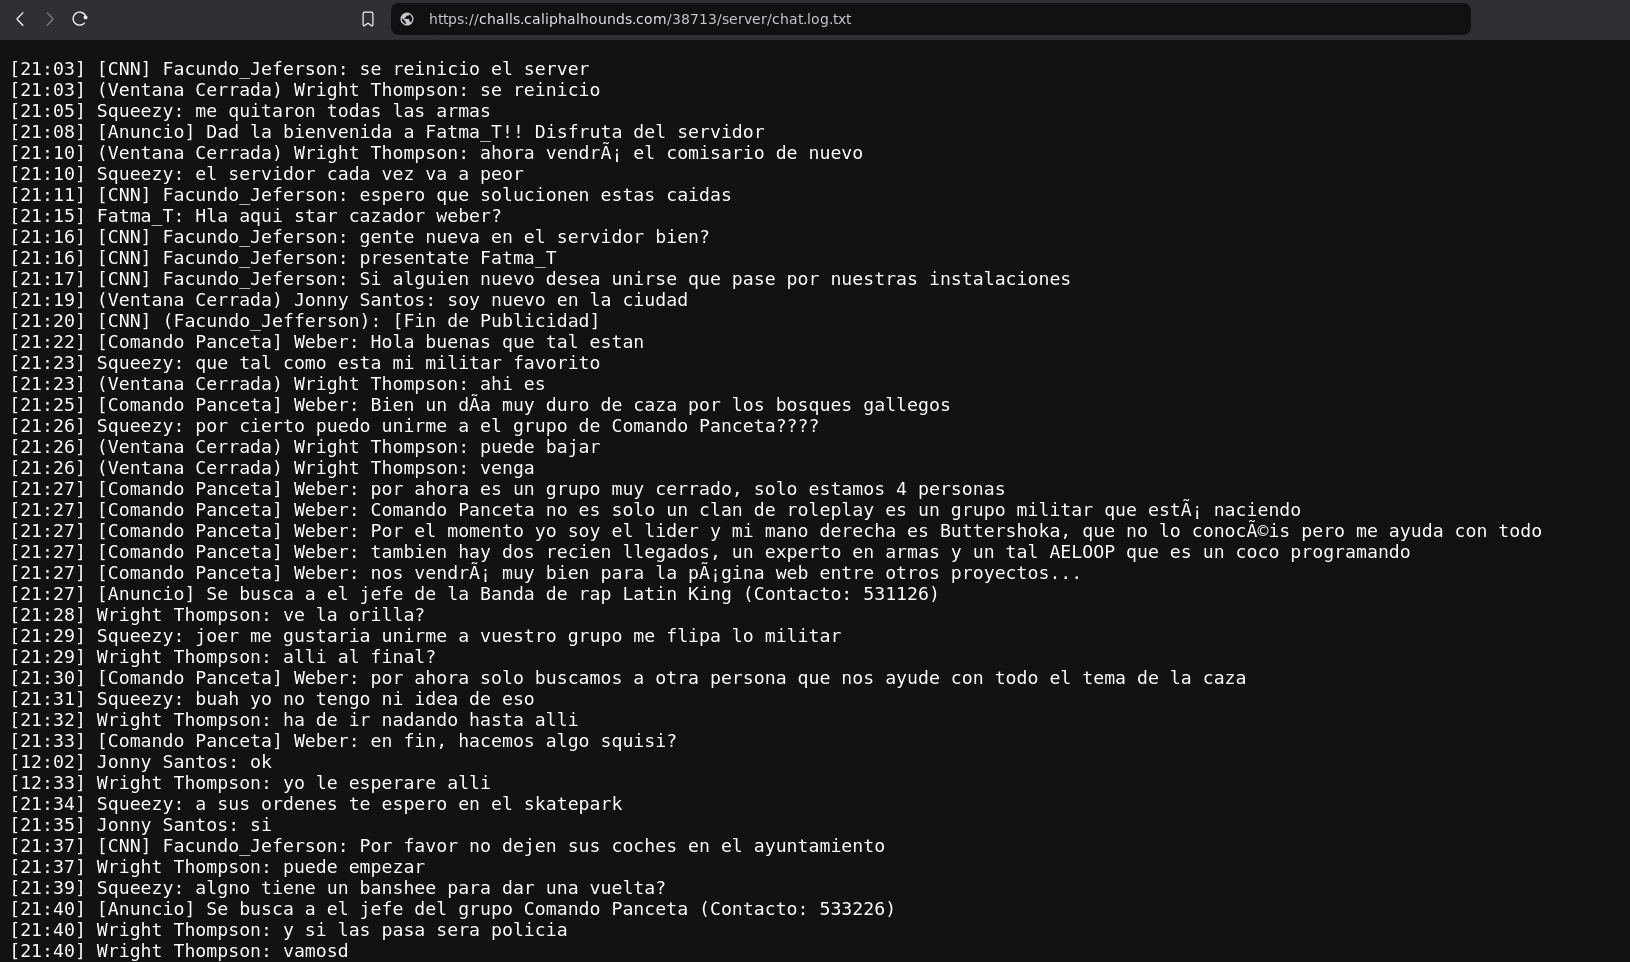 https://challs.caliphalhounds.com/38713/server/chat.log.txt
[21:03] [CNN] Facundo_Jeferson: se reinicio el server
[21:03] (Ventana Cerrada) Wright Thompson: se reinicio
[21:05] Squeezy: me quitaron todas las armas
[21:08] [Anuncio] Dad la bienvenida a Fatma_T!! Disfruta del servidor
[21:10] (Ventana Cerrada) Wright Thompson: ahora vendrÃ¡ el comisario de nuevo
[21:10] Squeezy: el servidor cada vez va a peor
[21:11] [CNN] Facundo_Jeferson: espero que solucionen estas caidas
[21:15] Fatma_T: Hla aqui star cazador weber?
[21:16] [CNN] Facundo_Jeferson: gente nueva en el servidor bien?
[21:16] [CNN] Facundo_Jeferson: presentate Fatma_T
[21:17] [CNN] Facundo_Jeferson: Si alguien nuevo desea unirse que pase por nuestras instalaciones
[21:19] (Ventana Cerrada) Jonny Santos: soy nuevo en la ciudad
[21:20] [CNN] (Facundo_Jefferson): [Fin de Publicidad]
[21:22] [Comando Panceta] Weber: Hola buenas que tal estan
[21:23] Squeezy: que tal como esta mi militar favorito
[21:23] (Ventana Cerrada) Wright Thompson: ahi es
[21:25] [Comando Panceta] Weber: Bien un dÃa muy duro de caza por los bosques gallegos
[21:26] Squeezy: por cierto puedo unirme a el grupo de Comando Panceta????
[21:26] (Ventana Cerrada) Wright Thompson: puede bajar
[21:26] (Ventana Cerrada) Wright Thompson: venga
[21:27] [Comando Panceta] Weber: por ahora es un grupo muy cerrado, solo estamos 4 personas
[21:27] [Comando Panceta] Weber: Comando Panceta no es solo un clan de roleplay es un grupo militar que estÃ¡ naciendo
[21:27] [Comando Panceta] Weber: Por el momento yo soy el lider y mi mano derecha es Buttershoka, que no lo conocÃ©is pero me ayuda con todo
[21:27] [Comando Panceta] Weber: tambien hay dos recien llegados, un experto en armas y un tal AELOOP que es un coco programando
[21:27] [Comando Panceta] Weber: nos vendrÃ¡ muy bien para la pÃ¡gina web entre otros proyectos...
[21:27] [Anuncio] Se busca a el jefe de la Banda de rap Latin King (Contacto: 531126)
[21:28] Wright Thompson: ve la orilla?
[21:29] Squeezy: joer me gustaria unirme a vuestro grupo me flipa lo militar
[21:29] Wright Thompson: alli al final?
[21:30] [Comando Panceta] Weber: por ahora solo buscamos a otra persona que nos ayude con todo el tema de la caza
[21:31] Squeezy: buah yo no tengo ni idea de eso
[21:32] Wright Thompson: ha de ir nadando hasta alli
[21:33] [Comando Panceta] Weber: en fin, hacemos algo squisi?
[12:02] Jonny Santos: ok
[12:33] Wright Thompson: yo le esperare alli
[21:34] Squeezy: a sus ordenes te espero en el skatepark
[21:35] Jonny Santos: si
[21:37] [CNN] Facundo_Jeferson: Por favor no dejen sus coches en el ayuntamiento
[21:37] Wright Thompson: puede empezar
[21:39] Squeezy: algno tiene un banshee para dar una vuelta?
[21:40] [Anuncio] Se busca a el jefe del grupo Comando Panceta (Contacto: 533226)
[21:40] Wright Thompson: y si las pasa sera policia
[21:40] Wright Thompson: vamosd